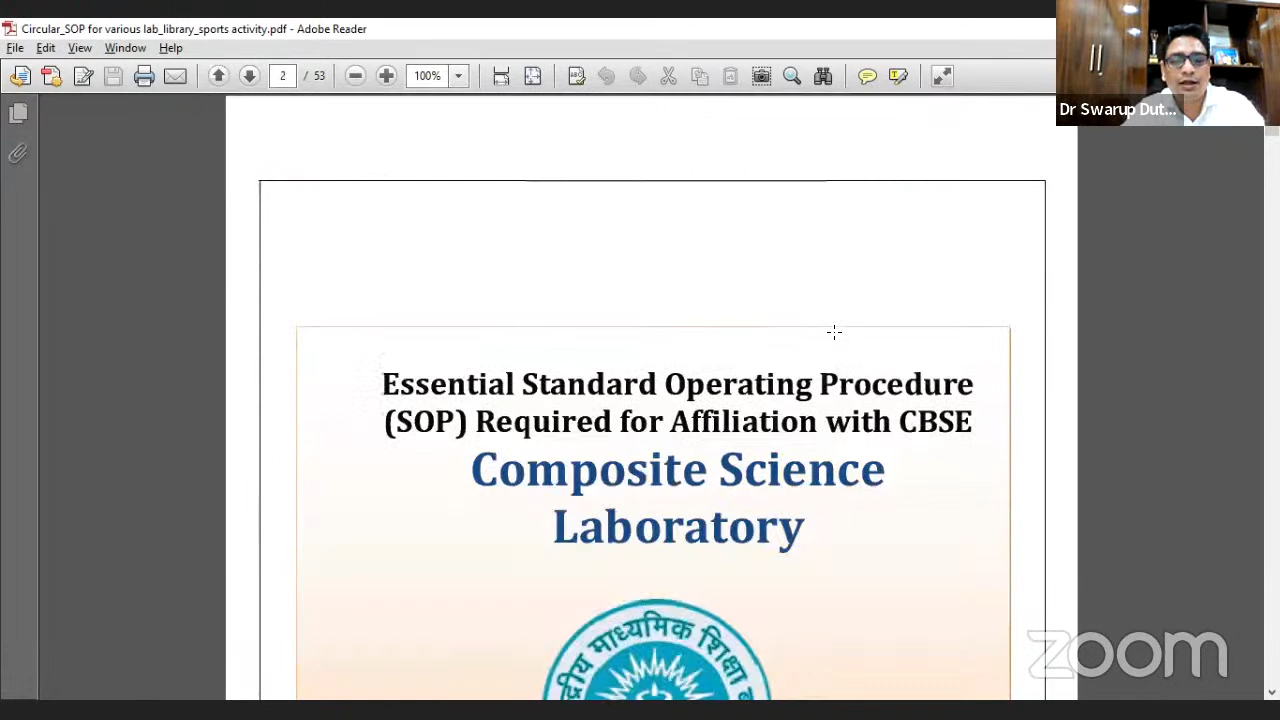 Circular_SOP for various lab_library_sports activity.pdf - Adobe Reader
File Edit View Window Help
2 / 53 100%
Dr Swarup Dut...
Essential Standard Operating Procedure
(SOP) Required for Affiliation with CBSE
Composite Science
Laboratory
माध्यमिक शिक्षा
zoom